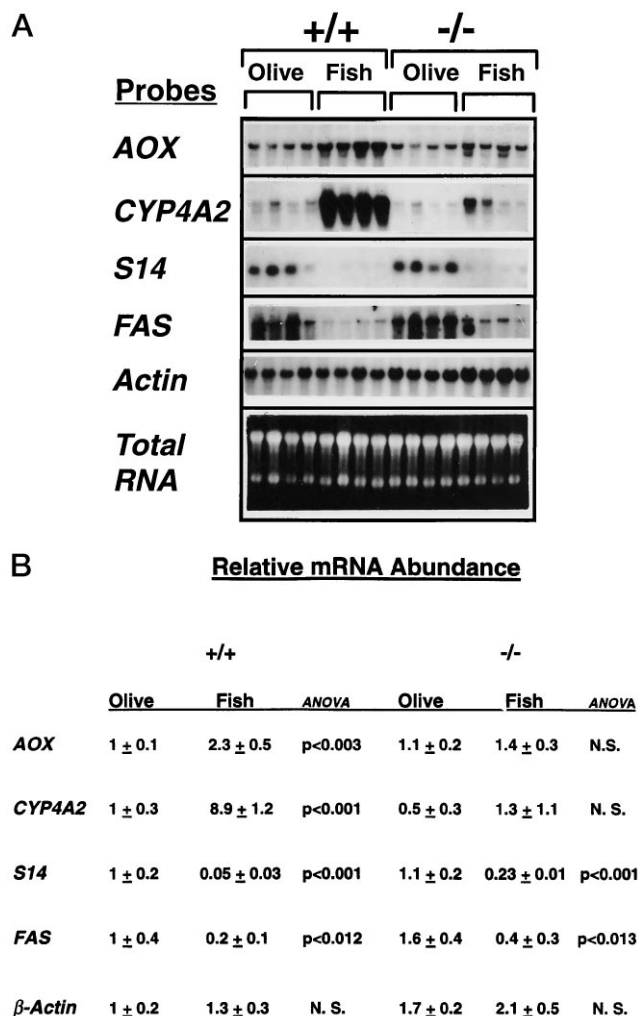 A
+/+ -/-
Olive Fish Olive Fish
Probes
AOX
CYP4A2
S14
FAS
Actin
Total
RNA
B Relative mRNA Abundance
+/+ -/-
Olive Fish ANOVA Olive Fish ANOVA
AOX 1 ± 0.1 2.3 ± 0.5 p<0.003 1.1 ± 0.2 1.4 ± 0.3 N.S.
CYP4A2 1 ± 0.3 8.9 ± 1.2 p<0.001 0.5 ± 0.3 1.3 ± 1.1 N. S.
S14 1 ± 0.2 0.05 ± 0.03 p<0.001 1.1 ± 0.2 0.23 ± 0.01 p<0.001
FAS 1 ± 0.4 0.2 ± 0.1 p<0.012 1.6 ± 0.4 0.4 ± 0.3 p<0.013
β-Actin 1 ± 0.2 1.3 ± 0.3 N. S. 1.7 ± 0.2 2.1 ± 0.5 N. S.